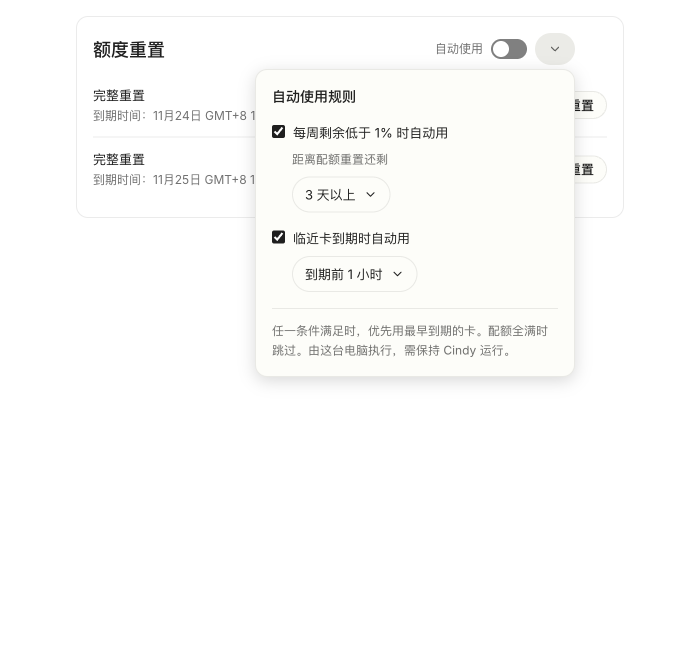 额度重置
自动使用
完整重置
到期时间：11月24日 GMT+8 1
重置
完整重置
到期时间：11月25日 GMT+8 1
重置
自动使用规则
每周剩余低于 1% 时自动用
距离配额重置还剩
3 天以上
临近卡到期时自动用
到期前 1 小时
任一条件满足时，优先用最早到期的卡。配额全满时
跳过。由这台电脑执行，需保持 Cindy 运行。